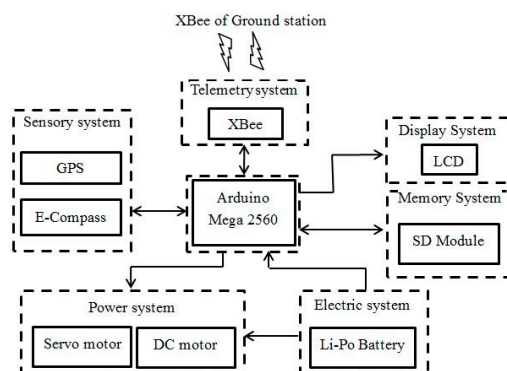 XBee of Ground station
Telemetry system
XBee
Sensory system
GPS
E-Compass
Arduino
Mega 2560
Display System
LCD
Memory System
SD Module
Power system
Servo motor
DC motor
Electric system
Li-Po Battery